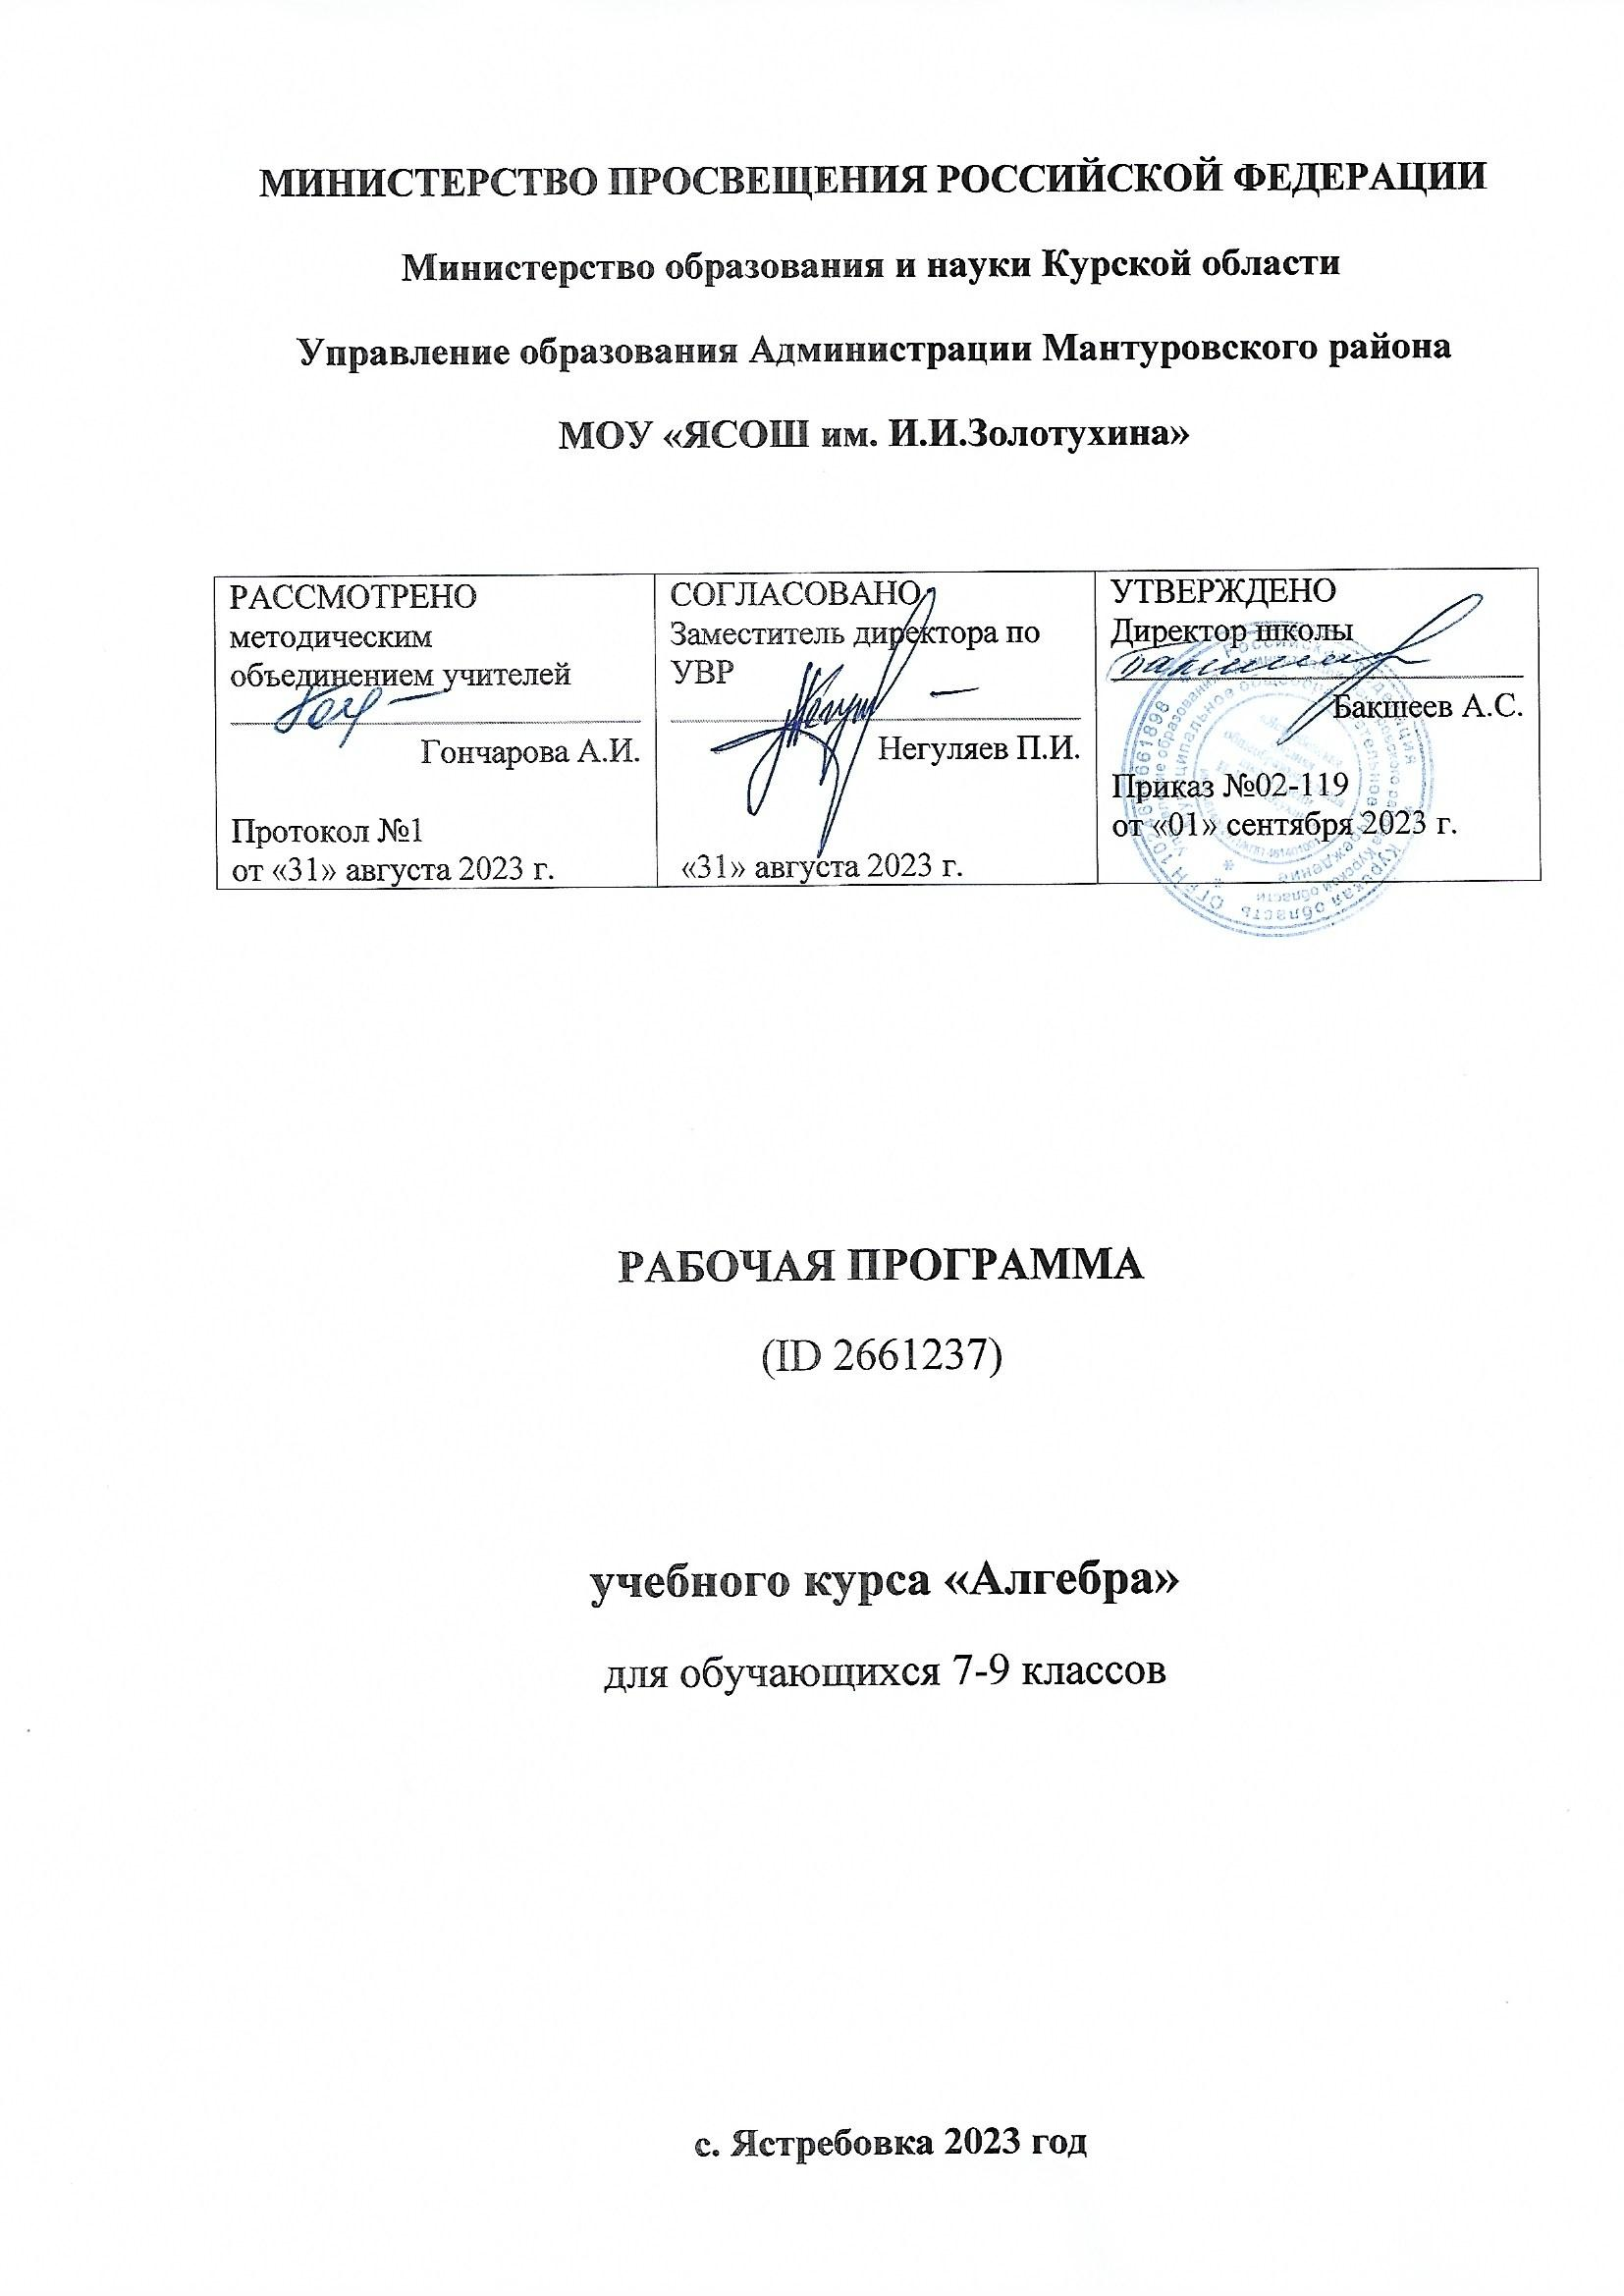 МИНИСТЕРСТВО ПРОСВЕЩЕНИЯ РОССИЙСКОЙ ФЕДЕРАЦИИ
Министерство образования и науки Курской области
Управление образования Администрации Мантуровского района
МОУ «ЯСОШ им. И.И.Золотухина»
РАССМОТРЕНО
методическим
объединением учителей
Гончарова А.И.
Протокол №1
от «31» августа 2023 г.
СОГЛАСОВАНО
Заместитель директора по
УВР
Негуляев П.И.
«31» августа 2023 г.
УТВЕРЖДЕНО
Директор школы
Бакшеев А.С.
Приказ №02-119
от «01» сентября 2023 г.
РАБОЧАЯ ПРОГРАММА
(ID 2661237)
учебного курса «Алгебра»
для обучающихся 7-9 классов
с. Ястребовка 2023 год